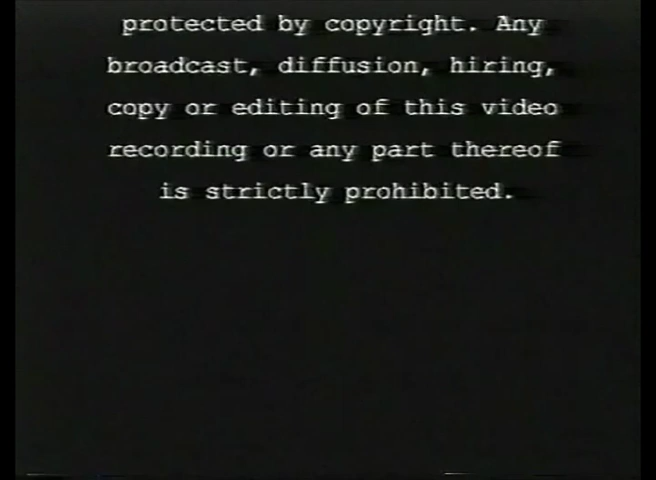 protected by copyright. Any
broadcast, diffusion, hiring,
copy or editing of this video
recording or any part thereof
is strictly prohibited.